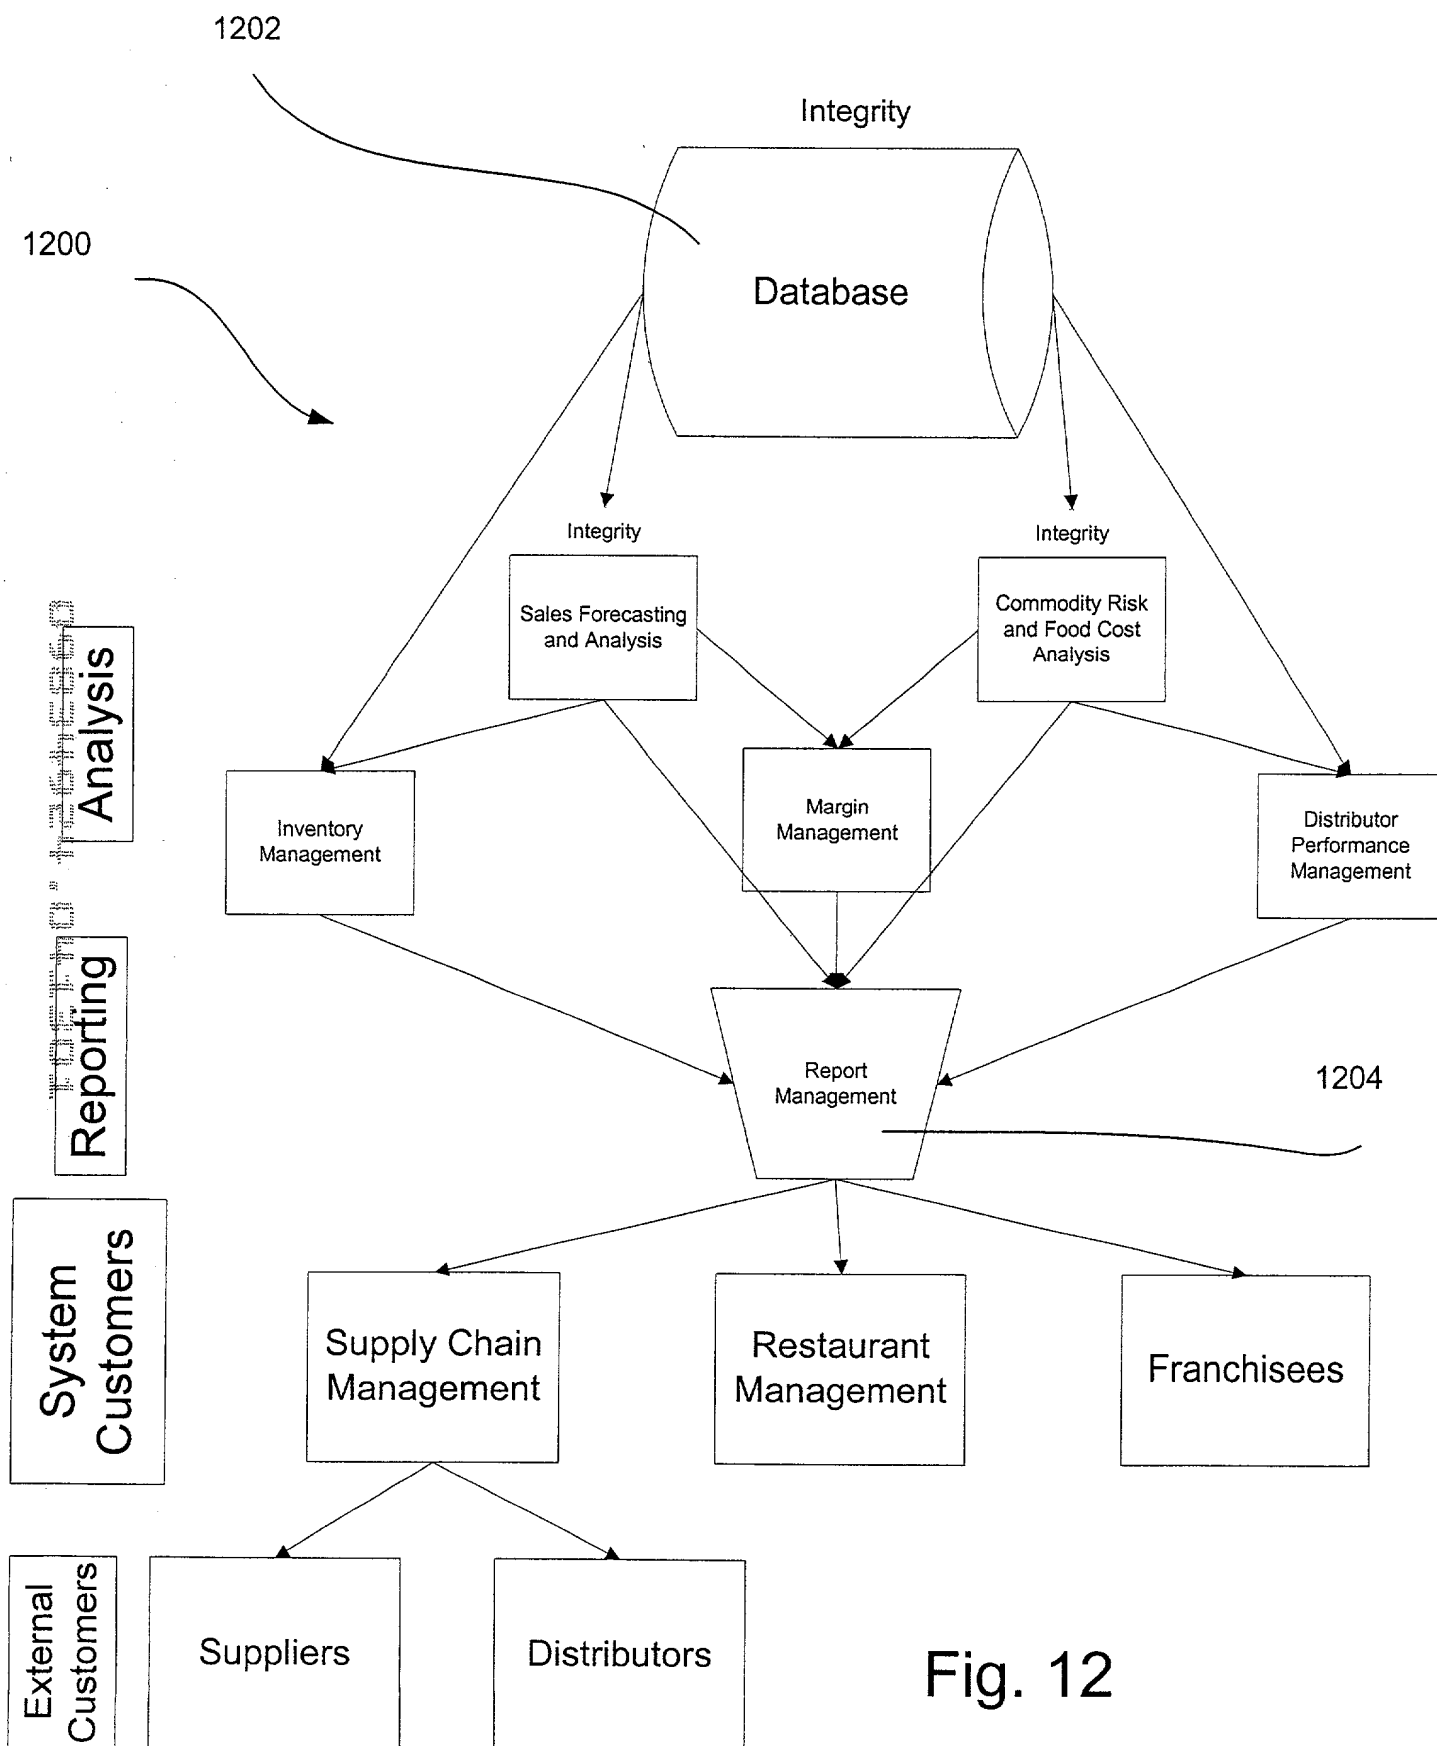 1202
Integrity
1200
Database
Integrity
Integrity
Sales Forecasting
and Analysis
Commodity Risk
and Food Cost
Analysis
Analysis
Inventory
Management
Margin
Management
Distributor
Performance
Management
Reporting
Report
Management
1204
System
Customers
Supply Chain
Management
Restaurant
Management
Franchisees
External
Customers
Suppliers
Distributors
Fig. 12